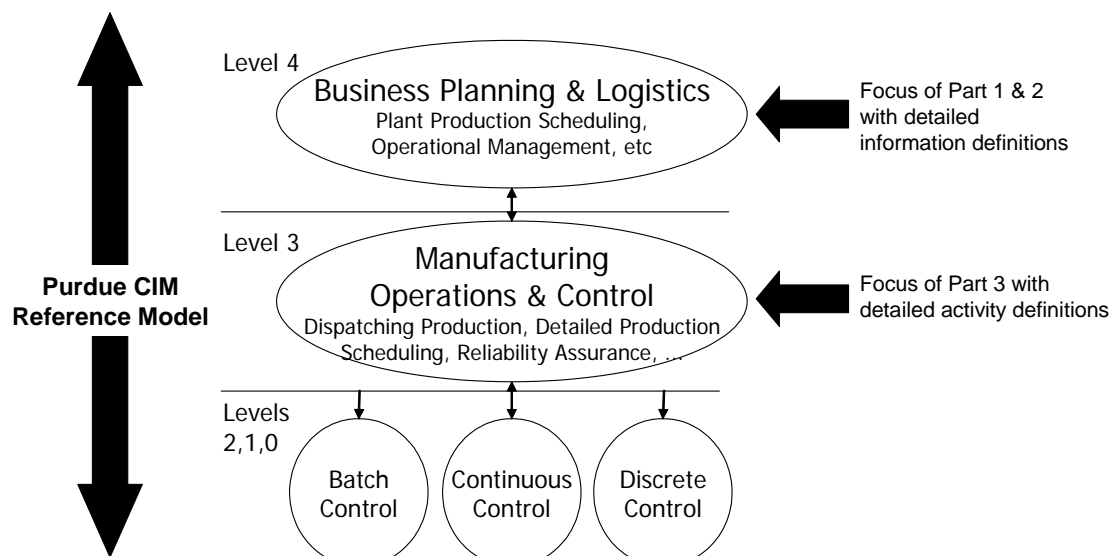 Level 4
Business Planning & Logistics
Plant Production Scheduling,
Operational Management, etc
Focus of Part 1 & 2
with detailed
information definitions
Level 3
Manufacturing
Operations & Control
Dispatching Production, Detailed Production
Scheduling, Reliability Assurance, ...
Focus of Part 3 with
detailed activity definitions
Purdue CIM
Reference Model
Levels
2,1,0
Batch
Control
Continuous
Control
Discrete
Control